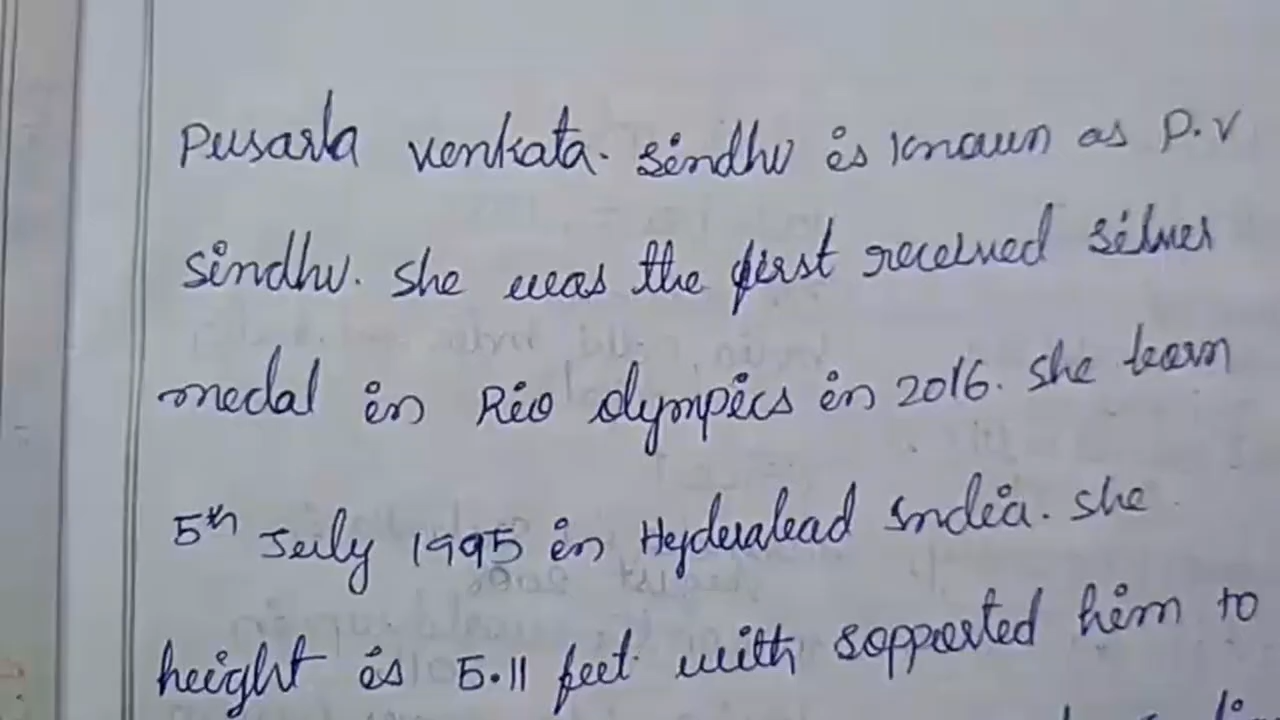 Pusarla venkata. Sindhu is known as P.V
Sindhu. She was the first received silver
medal in Rio olympics in 2016. She born
5th July 1995 in Hyderabad India. She
height is 5.11 feet with sopported him to